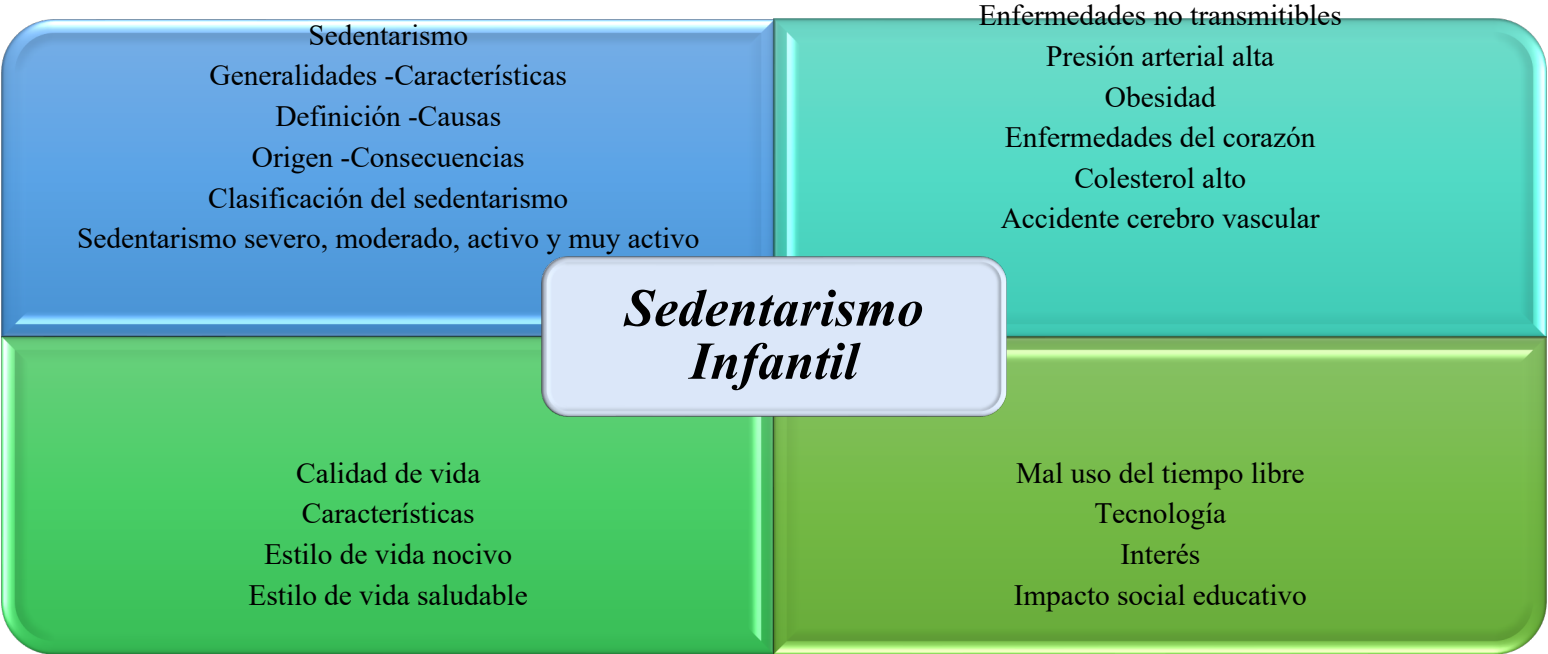 Sedentarismo
Generalidades -Características
Definición -Causas
Origen -Consecuencias
Clasificación del sedentarismo
Sedentarismo severo, moderado, activo y muy activo
Enfermedades no transmitibles
Presión arterial alta
Obesidad
Enfermedades del corazón
Colesterol alto
Accidente cerebro vascular
Sedentarismo
Infantil
Calidad de vida
Características
Estilo de vida nocivo
Estilo de vida saludable
Mal uso del tiempo libre
Tecnología
Interés
Impacto social educativo